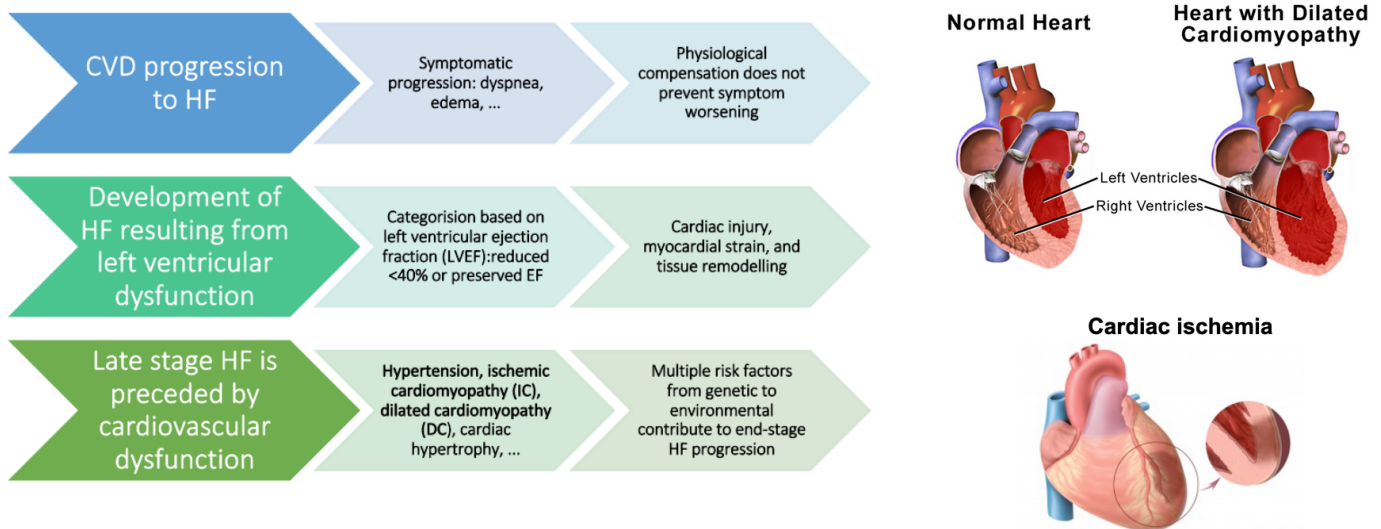 CVD progression
to HF
Symptomatic
progression: dyspnea,
edema, ...
Physiological
compensation does not
prevent symptom
worsening
Development of
HF resulting from
left ventricular
dysfunction
Categorision based on
left ventricular ejection
fraction (LVEF):reduced
<40% or preserved EF
Cardiac injury,
myocardial strain, and
tissue remodelling
Late stage HF is
preceded by
cardiovascular
dysfunction
Hypertension, ischemic
cardiomyopathy (IC),
dilated cardiomyopathy
(DC), cardiac
hypertrophy, ...
Multiple risk factors
from genetic to
environmental
contribute to end-stage
HF progression
Normal Heart
Heart with Dilated
Cardiomyopathy
Left Ventricles
Right Ventricles
Cardiac ischemia